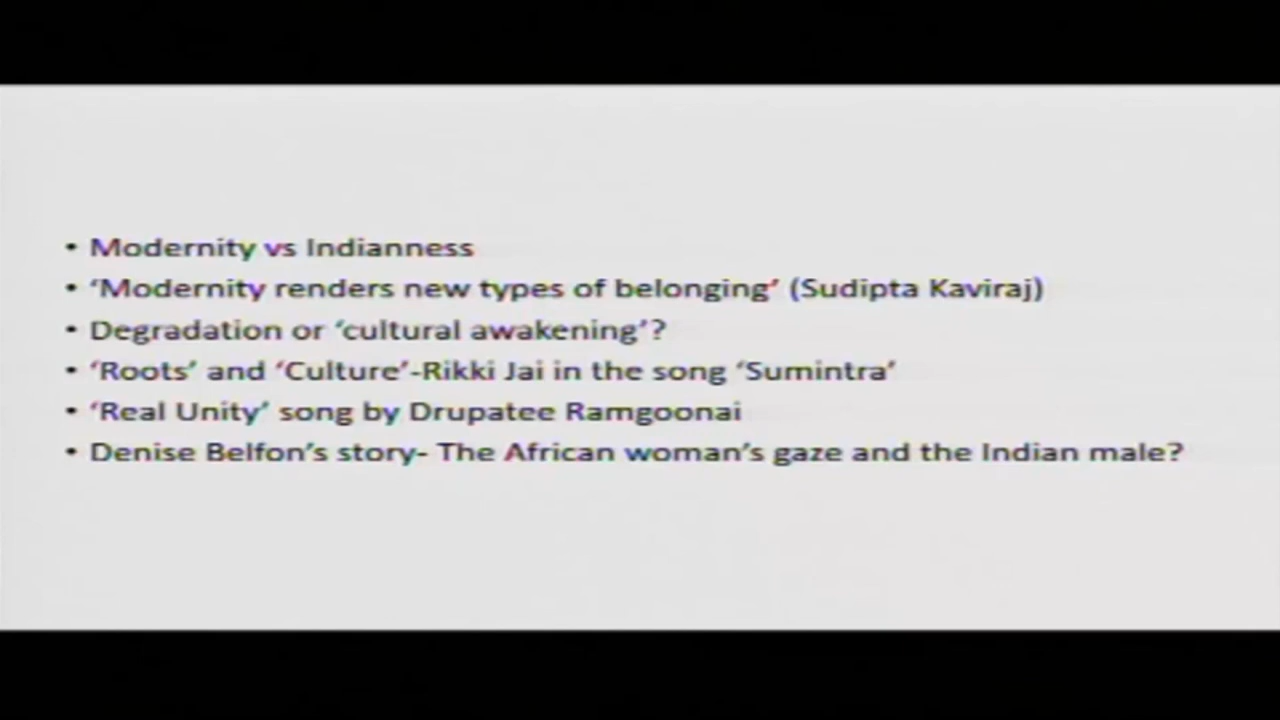 • Modernity vs Indianness
• ‘Modernity renders new types of belonging’ (Sudipta Kaviraj)
• Degradation or ‘cultural awakening’?
• ‘Roots’ and ‘Culture’-Rikki Jai in the song ‘Sumintra’
• ‘Real Unity’ song by Drupatee Ramgoonai
• Denise Belfon’s story- The African woman’s gaze and the Indian male?